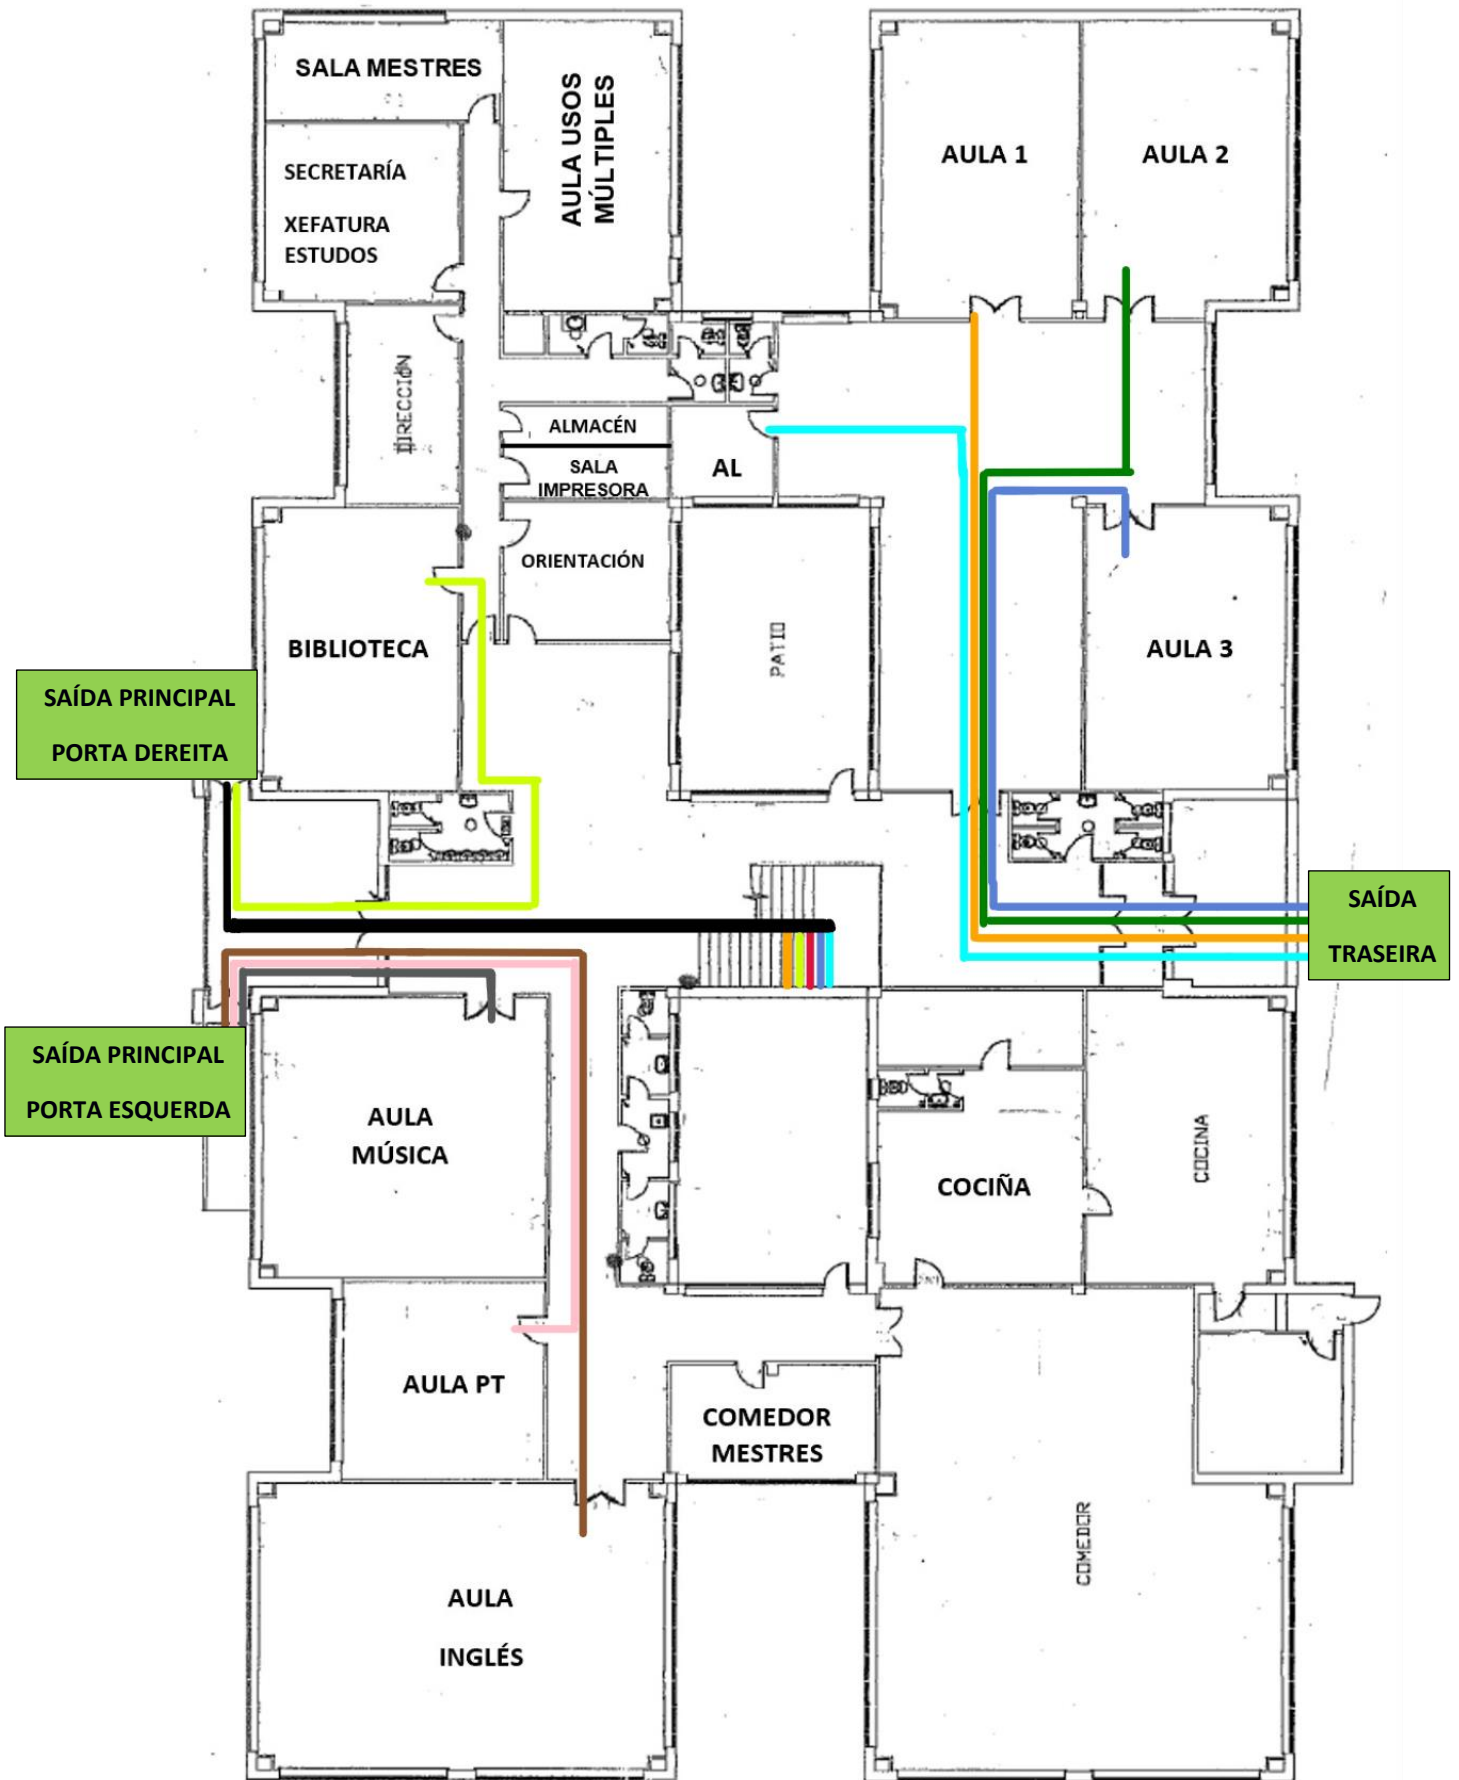 SALA MESTRES
AULA USOS
MÚLTIPLES
AULA 1
AULA 2
SECRETARÍA
XEFATURA
ESTUDOS
DIRECCIÓN
ALMACÉN
SALA
IMPRESORA
AL
ORIENTACIÓN
BIBLIOTECA
PATIO
AULA 3
SAÍDA PRINCIPAL
PORTA DEREITA
SAÍDA
TRASEIRA
SAÍDA PRINCIPAL
PORTA ESQUERDA
AULA
MÚSICA
COCIÑA
COCINA
AULA PT
COMEDOR
MESTRES
COMEDOR
AULA
INGLÉS